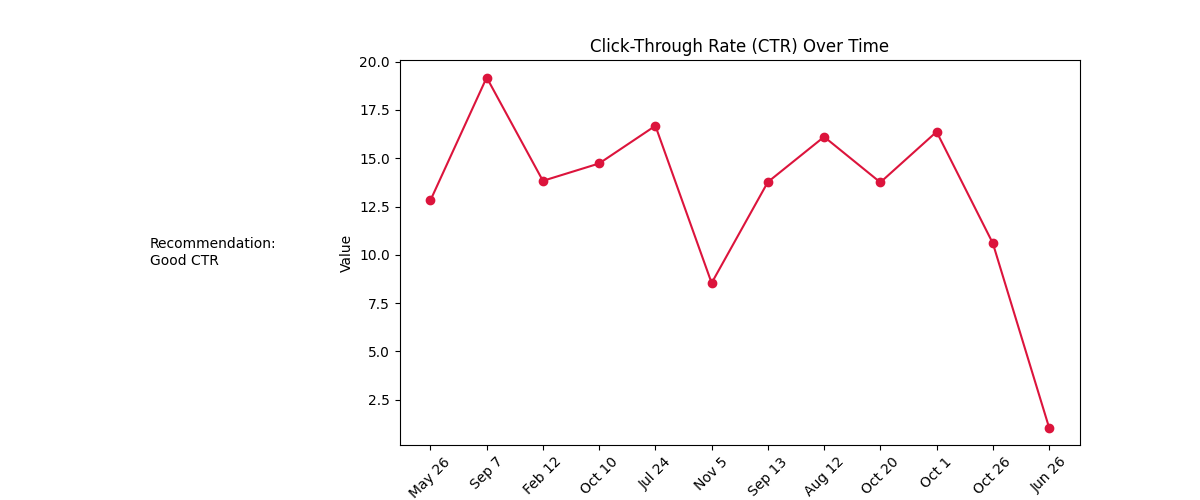 Click-Through Rate (CTR) Over Time
20.0
17.5
15.0
12.5
10.0
7.5
5.0
2.5
Value
Recommendation:
Good CTR
May 26
Sep 7
Feb 12
Oct 10
Jul 24
Nov 5
Sep 13
Aug 12
Oct 20
Oct 1
Oct 26
Jun 26